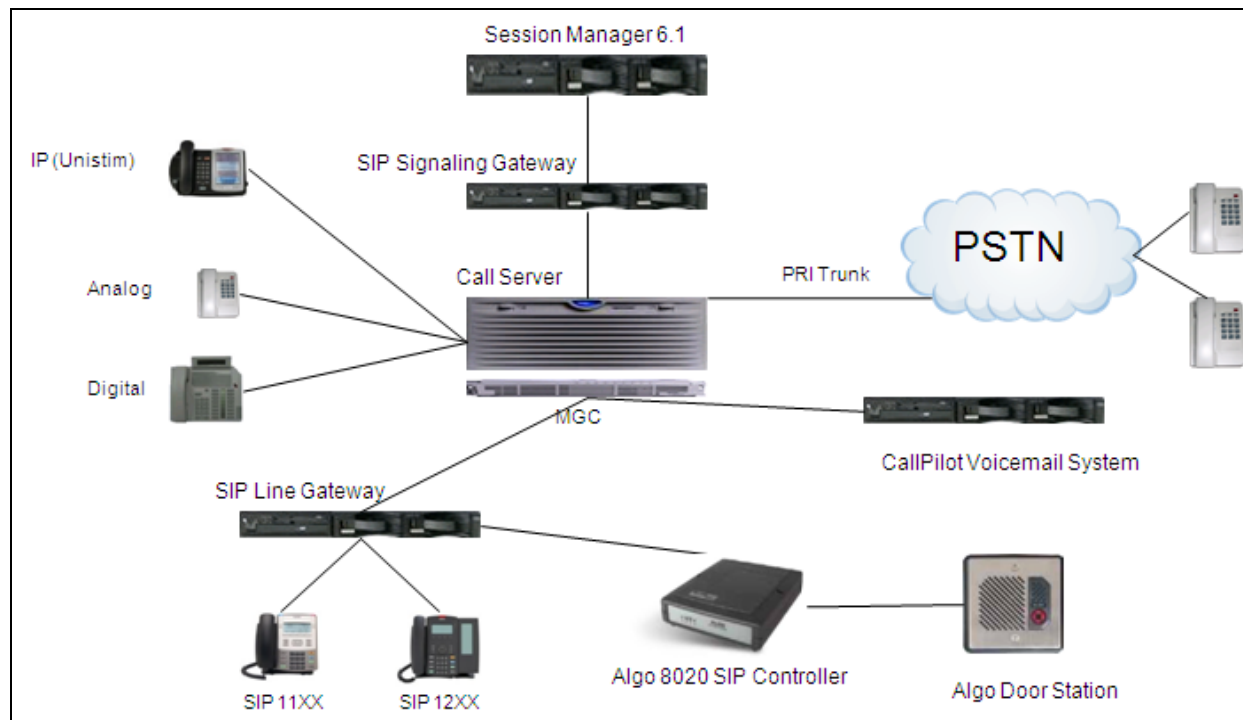 Session Manager 6.1
IP (Unistim)
SIP Signaling Gateway
PSTN
Call Server
PRI Trunk
Analog
Digital
MGC
CallPilot Voicemail System
SIP Line Gateway
Algo 8020 SIP Controller
Algo Door Station
SIP 11XX
SIP 12XX